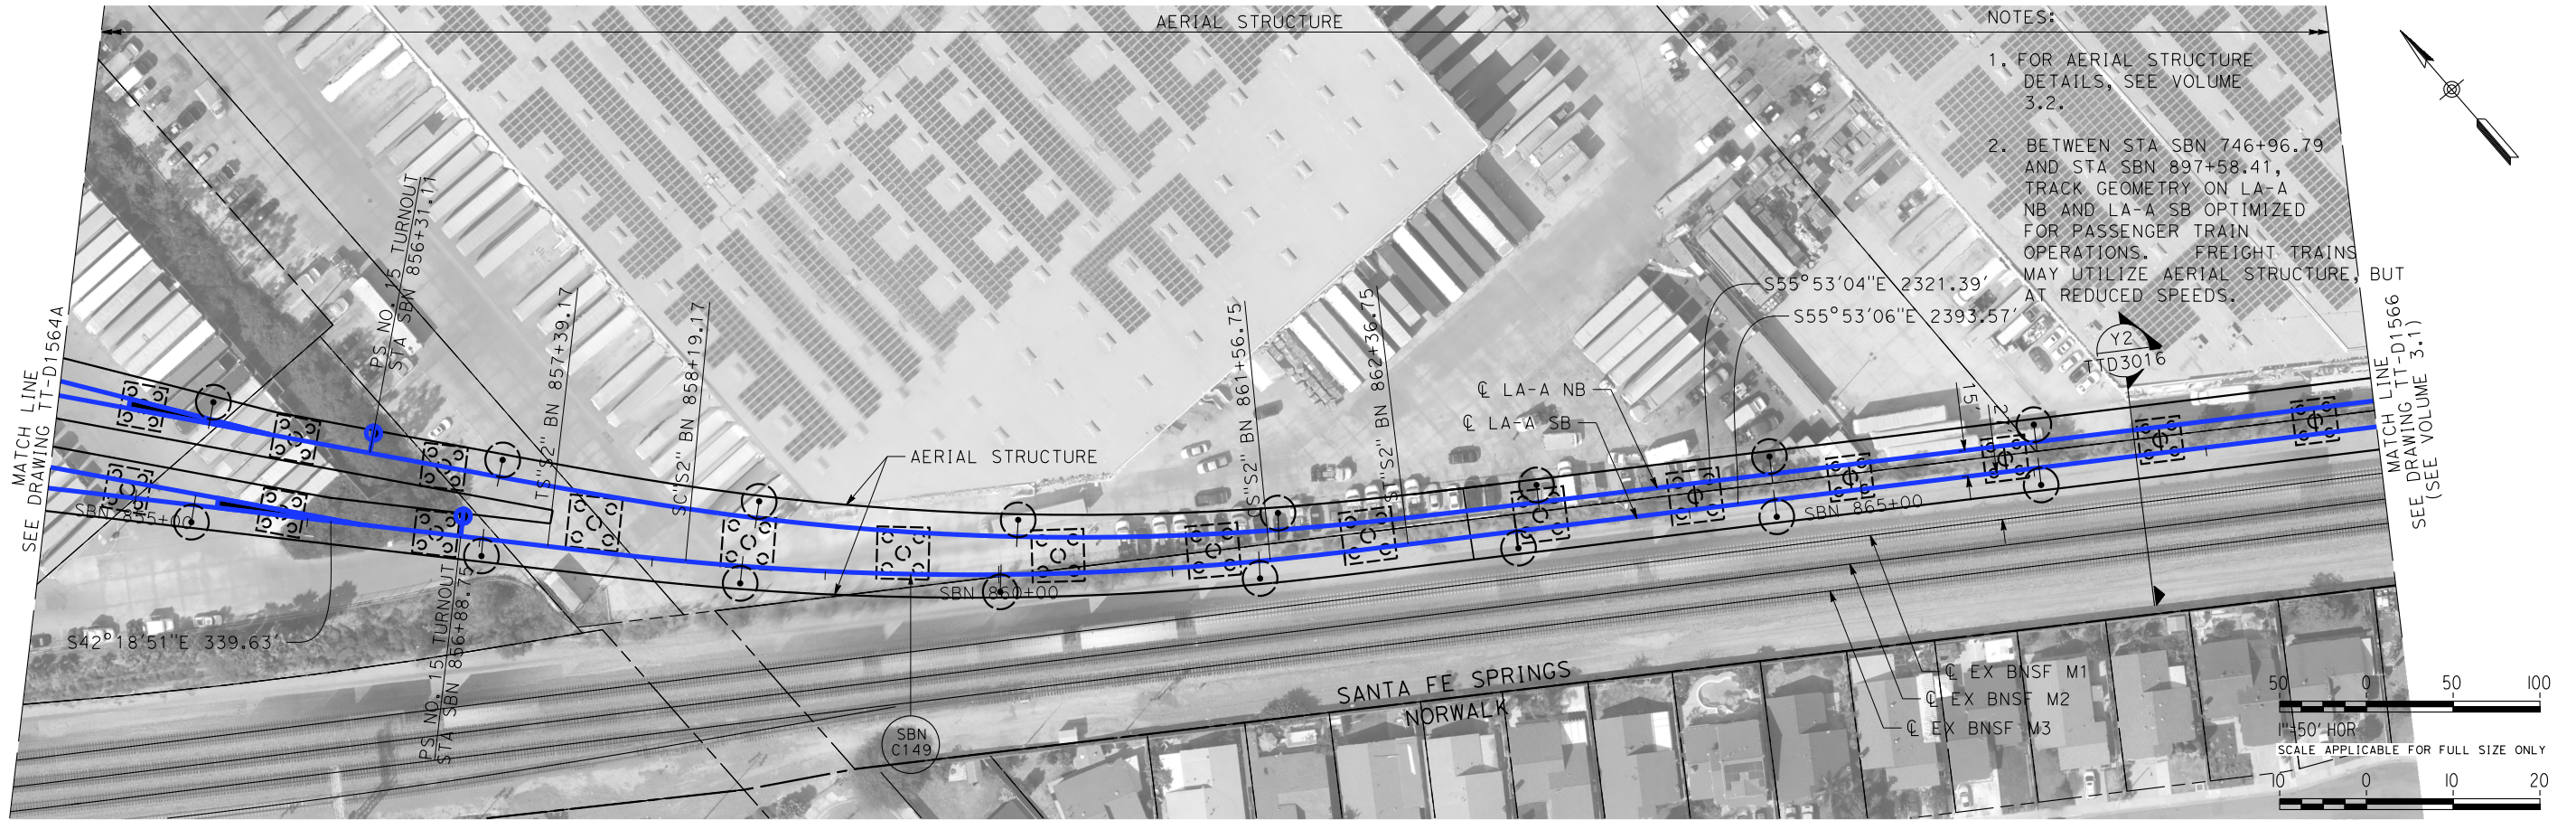 AERIAL STRUCTURE
NOTES:
1. FOR AERIAL STRUCTURE
DETAILS, SEE VOLUME
3.2.
2. BETWEEN STA SBN 746+96.79
AND STA SBN 897+58.41,
TRACK GEOMETRY ON LA-A
NB AND LA-A SB OPTIMIZED
FOR PASSENGER TRAIN
OPERATIONS. FREIGHT TRAINS
MAY UTILIZE AERIAL STRUCTURE, BUT
AT REDUCED SPEEDS.
MATCH LINE
SEE DRAWING TT-D1564A
PS NO. 15 TURNOUT
STA SBN 856+31.11
TS"S2" BN 857+39.17
SC"S2" BN 858+19.17
CS"S2" BN 861+56.75
"S2" BN 862+36.75
S55°53'04"E 2321.39'
S55°53'06"E 2393.57'
℄ LA-A NB
℄ LA-A SB
AERIAL STRUCTURE
15'
Y2
TTD3016
MATCH LINE
SEE DRAWING TT-D1566
(SEE VOLUME 3.1)
SBN 855+00
SBN 860+00
SBN 865+00
S42°18'51"E 339.63'
PS NO. 15 TURNOUT
STA SBN 856+88.75
SBN
C149
SANTA FE SPRINGS
NORWALK
℄ EX BNSF M1
℄ EX BNSF M2
℄ EX BNSF M3
50 0 50 100
1"=50' HOR
SCALE APPLICABLE FOR FULL SIZE ONLY
10 0 10 20